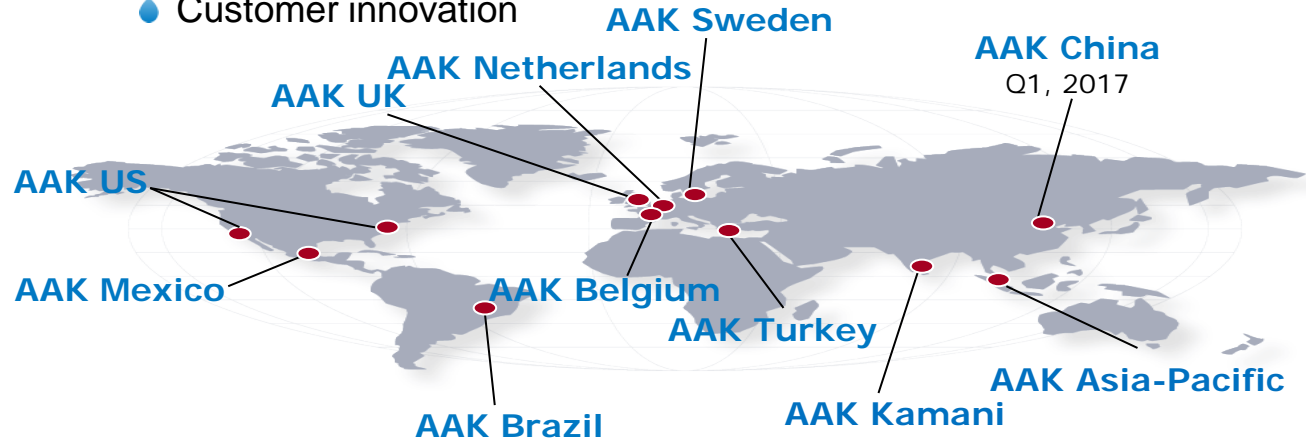 Customer innovation
AAK Sweden
AAK China
Q1, 2017
AAK Netherlands
AAK UK
AAK US
AAK Mexico
AAK Belgium
AAK Turkey
AAK Asia-Pacific
AAK Kamani
AAK Brazil